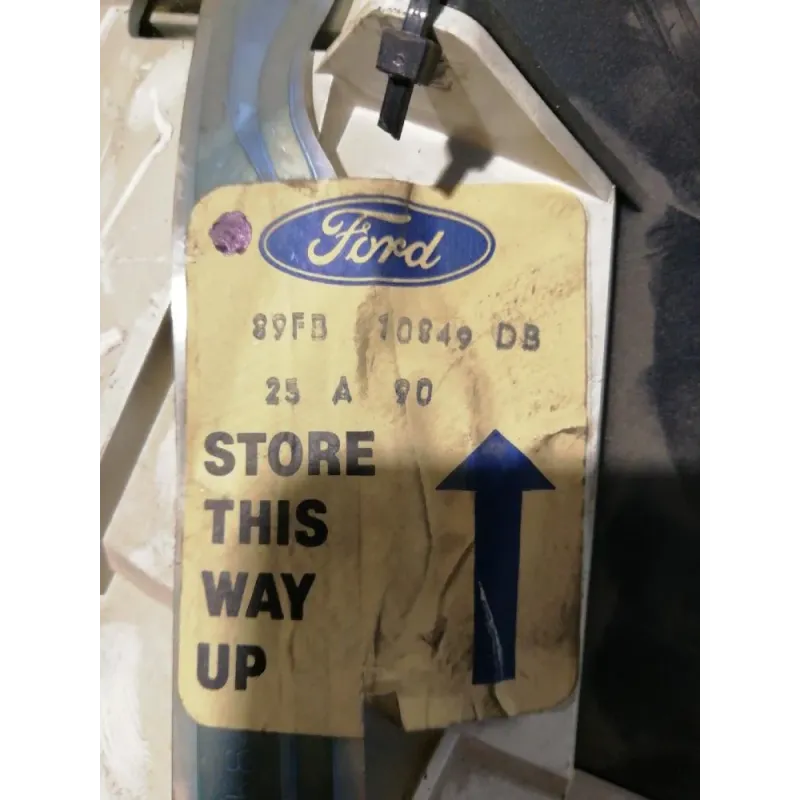 Ford
89FB 10849 DB
25 A 90
STORE
THIS
WAY
UP